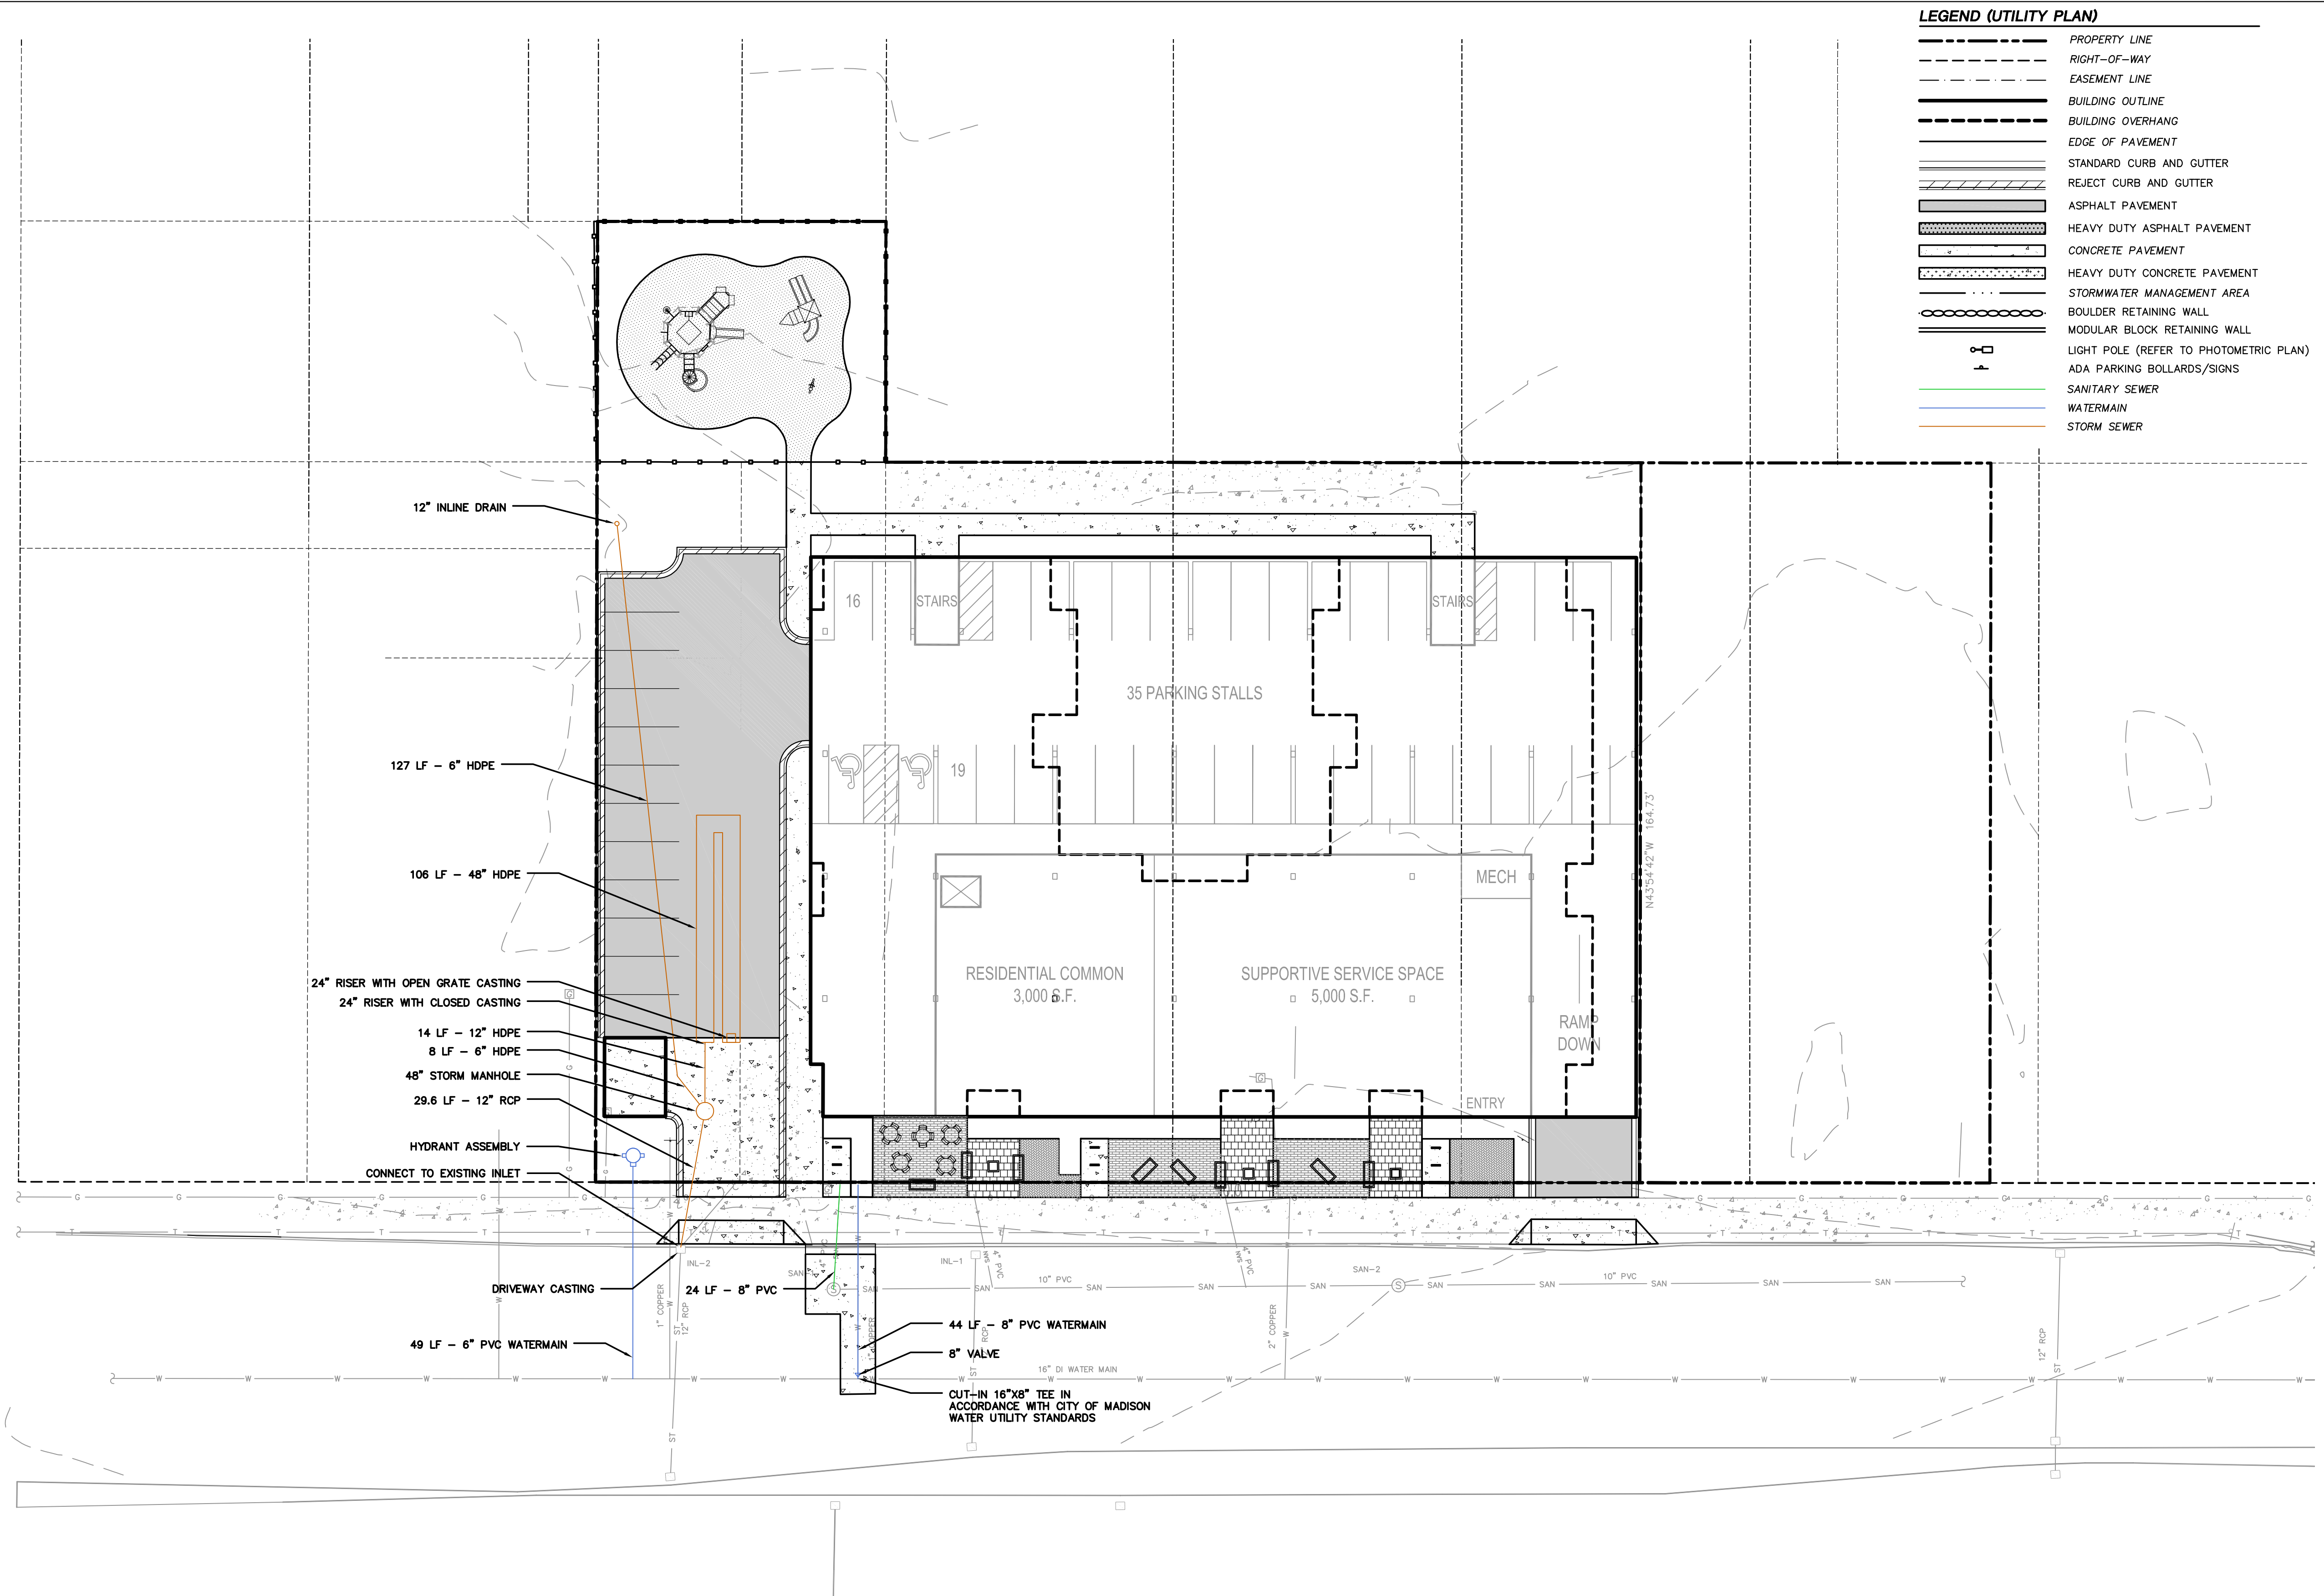 LEGEND (UTILITY PLAN)
PROPERTY LINE
RIGHT-OF-WAY
EASEMENT LINE
BUILDING OUTLINE
BUILDING OVERHANG
EDGE OF PAVEMENT
STANDARD CURB AND GUTTER
REJECT CURB AND GUTTER
ASPHALT PAVEMENT
HEAVY DUTY ASPHALT PAVEMENT
CONCRETE PAVEMENT
HEAVY DUTY CONCRETE PAVEMENT
STORMWATER MANAGEMENT AREA
BOULDER RETAINING WALL
MODULAR BLOCK RETAINING WALL
LIGHT POLE (REFER TO PHOTOMETRIC PLAN)
ADA PARKING BOLLARDS/SIGNS
SANITARY SEWER
WATERMAIN
STORM SEWER
12" INLINE DRAIN
127 LF - 6" HDPE
106 LF - 48" HDPE
24" RISER WITH OPEN GRATE CASTING
24" RISER WITH CLOSED CASTING
14 LF - 12" HDPE
8 LF - 6" HDPE
48" STORM MANHOLE
29.6 LF - 12" RCP
HYDRANT ASSEMBLY
CONNECT TO EXISTING INLET
DRIVEWAY CASTING
49 LF - 6" PVC WATERMAIN
24 LF - 8" PVC
44 LF - 8" PVC WATERMAIN
8" VALVE
CUT-IN 16"X8" TEE IN
ACCORDANCE WITH CITY OF MADISON
WATER UTILITY STANDARDS
16
STAIRS
STAIRS
35 PARKING STALLS
19
MECH
RESIDENTIAL COMMON
3,000 S.F.
SUPPORTIVE SERVICE SPACE
5,000 S.F.
RAMP
DOWN
ENTRY
N43°54'42"W 164.73'
INL-2
INL-1
SAN-2
10" PVC
10" PVC
4" PVC
4" PVC
4" PVC
1" COPPER
12" RCP
2" COPPER
16" DI WATER MAIN
12" RCP